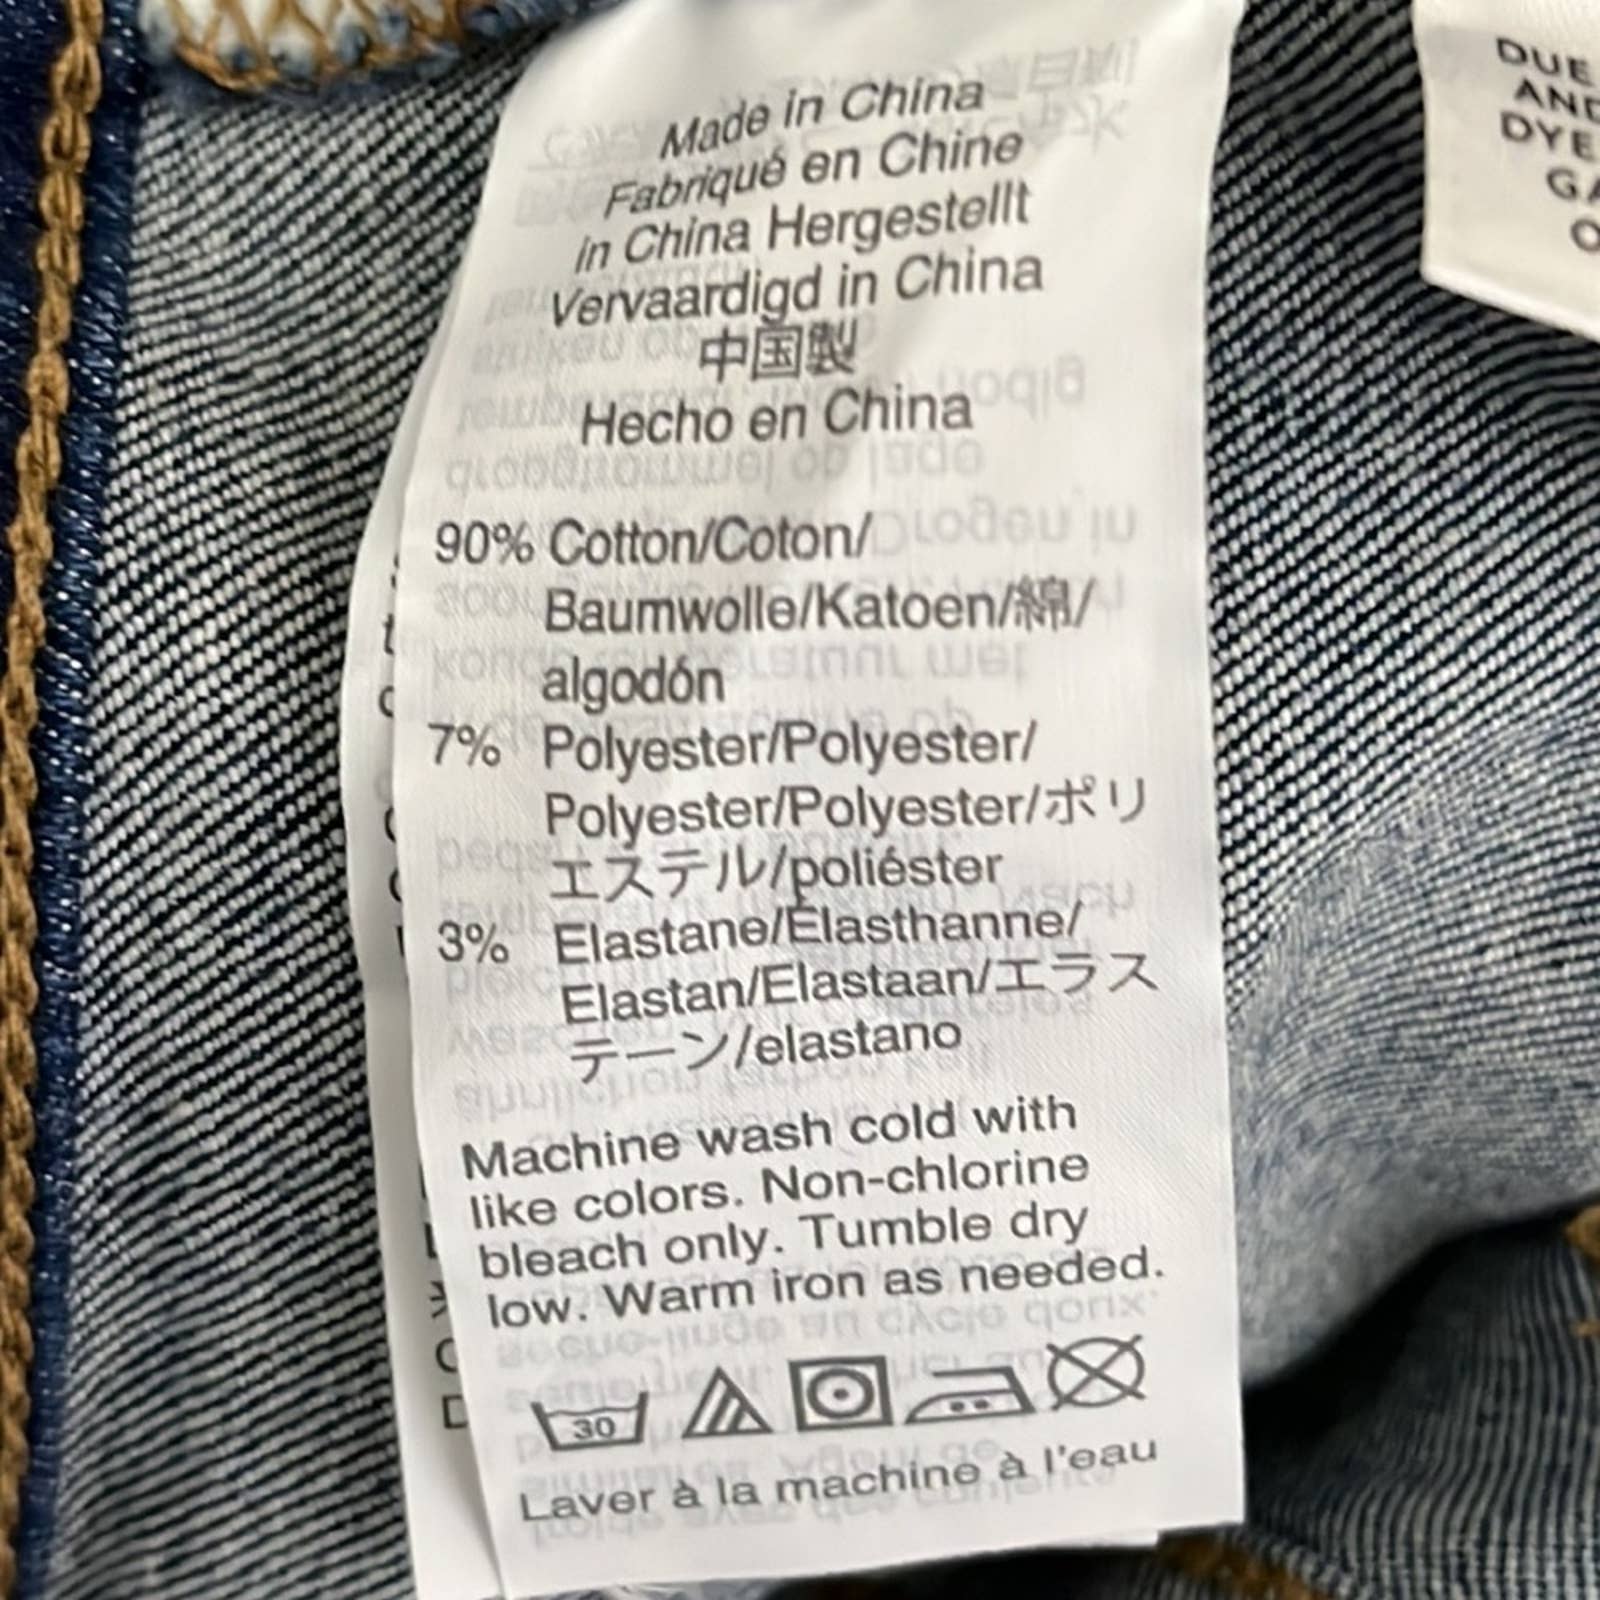 Made in China
Fabriqué en Chine
in China Hergestellt
Vervaardigd in China
中国製
Hecho en China
90% Cotton/Coton/
Baumwolle/Katoen/綿/
algodón
7% Polyester/Polyester/
Polyester/Polyester/ポリ
エステル/poliéster
3% Elastane/Élasthanne/
Elastan/Elastaan/エラス
テーン/elastano
Machine wash cold with
like colors. Non-chlorine
bleach only. Tumble dry
low. Warm iron as needed.
30
Laver à la machine à l'eau
DUE
AND
DYE